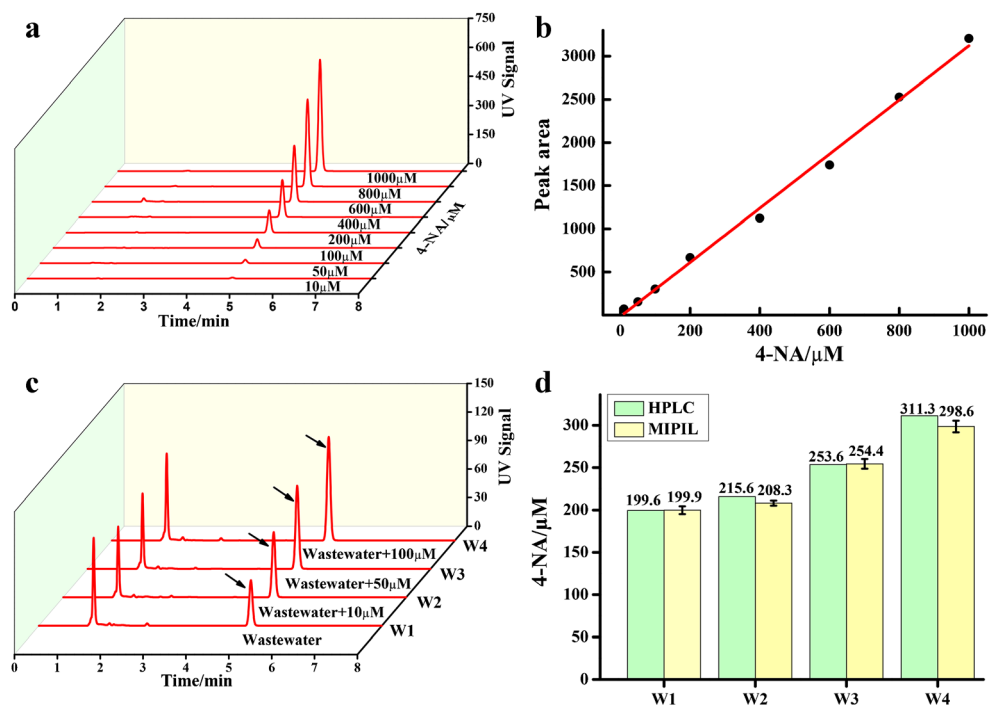 a
750
600
450
300
150
0
UV Signal
1000μM
800μM
600μM
400μM
200μM
100μM
50μM
10μM
4-NA/μM
0 1 2 3 4 5 6 7 8
Time/min
b
3000
2500
2000
1500
1000
500
Peak area
0 200 400 600 800 1000
4-NA/μM
c
150
120
90
60
30
0
UV Signal
W4
Wastewater+100μM
W3
Wastewater+50μM
W2
Wastewater+10μM
W1
Wastewater
0 1 2 3 4 5 6 7 8
Time/min
d
HPLC
MIPIL
300
250
200
150
100
50
0
4-NA/μM
199.6 199.9
215.6 208.3
253.6 254.4
311.3 298.6
W1 W2 W3 W4